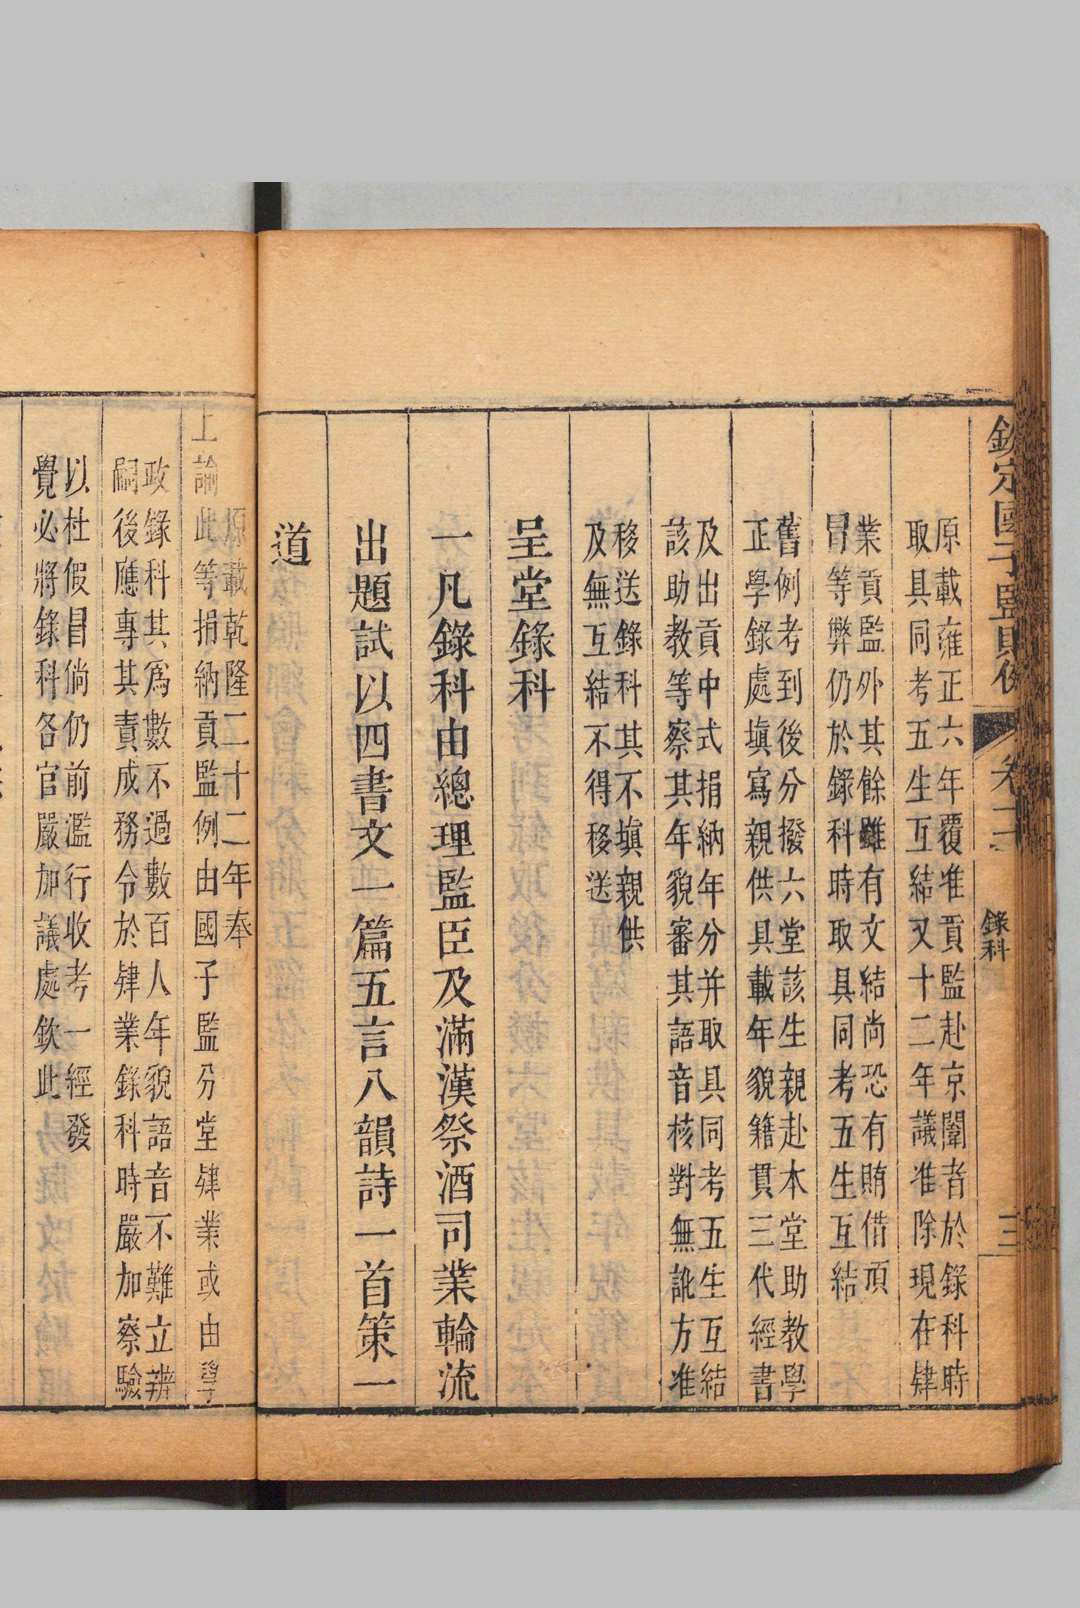 欽定國子監則例
卷二十
錄科
三
原載雍正六年覆准貢監赴京闈者於錄科時
取具同考五生互結又十二年議准除現在肄
業貢監外其餘雖有文結尚恐有賄借頂
冒等弊仍於錄科時取具同考五生互結
舊例考到後分撥六堂該生親赴本堂助教學
正學錄處填寫親供具載年貌籍貫三代經書
及出貢中式捐納年分并取具同考五生互結
該助教等察其年貌審其語音核對無訛方准
移送錄科其不填親供
及無互結不得移送
呈堂錄科
一凡錄科由總理監臣及滿漢祭酒司業輪流
出題試以四書文一篇五言八韻詩一首策一
道
原載乾隆二十二年奉
上諭此等捐納貢監例由國子監分堂肄業或由學
政錄科其為數不過數百人年貌語音不難立辨
嗣後應專其責成務令於肄業錄科時嚴加察驗
以杜假冒倘仍前濫行收考一經發
覺必將錄科各官嚴加議處欽此